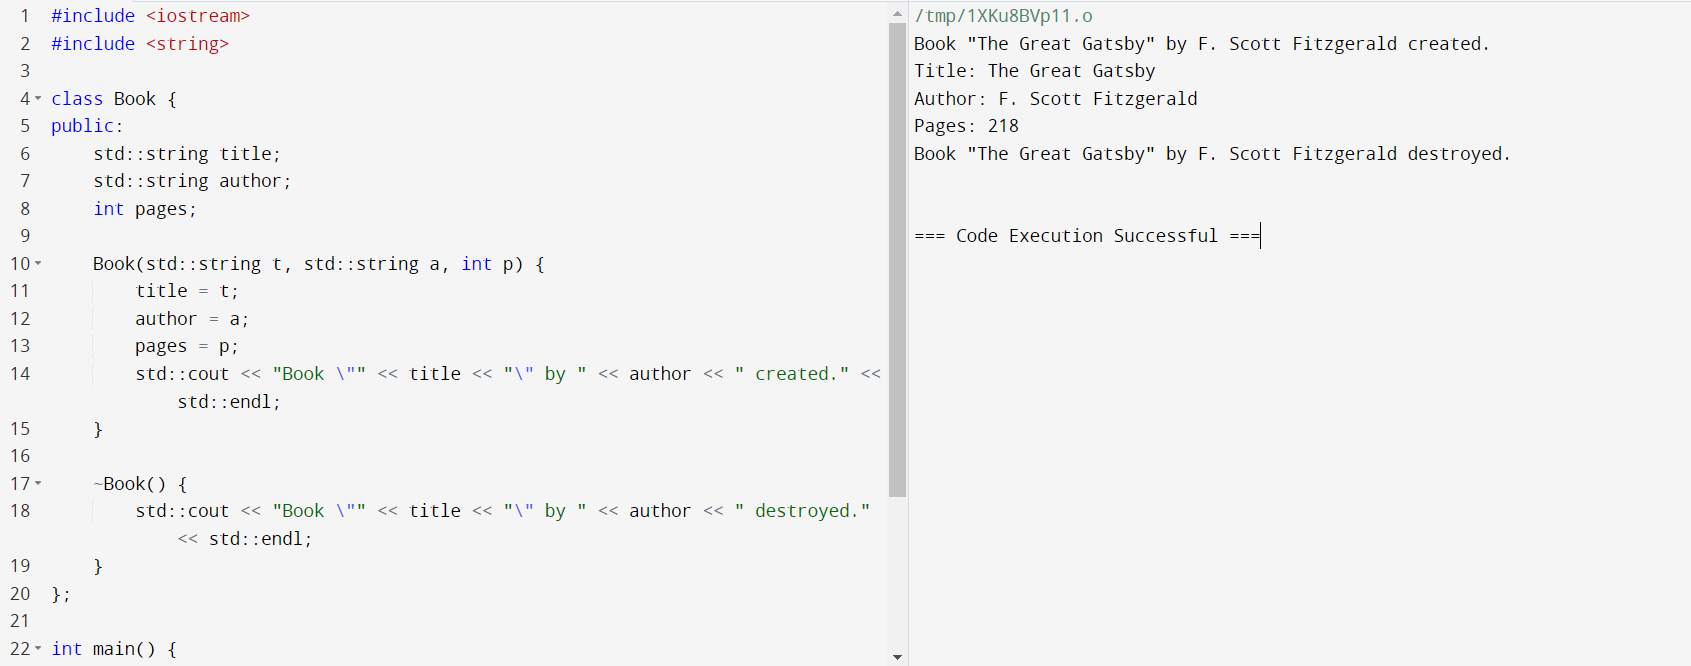 1 #include <iostream>
2 #include <string>
3
4 class Book {
5 public:
6     std::string title;
7     std::string author;
8     int pages;
9
10     Book(std::string t, std::string a, int p) {
11         title = t;
12         author = a;
13         pages = p;
14         std::cout << "Book \"" << title << "\" by " << author << " created." <<
            std::endl;
15     }
16
17     ~Book() {
18         std::cout << "Book \"" << title << "\" by " << author << " destroyed."
            << std::endl;
19     }
20 };
21
22 int main() {
/tmp/1XKu8BVp11.o
Book "The Great Gatsby" by F. Scott Fitzgerald created.
Title: The Great Gatsby
Author: F. Scott Fitzgerald
Pages: 218
Book "The Great Gatsby" by F. Scott Fitzgerald destroyed.
=== Code Execution Successful ===